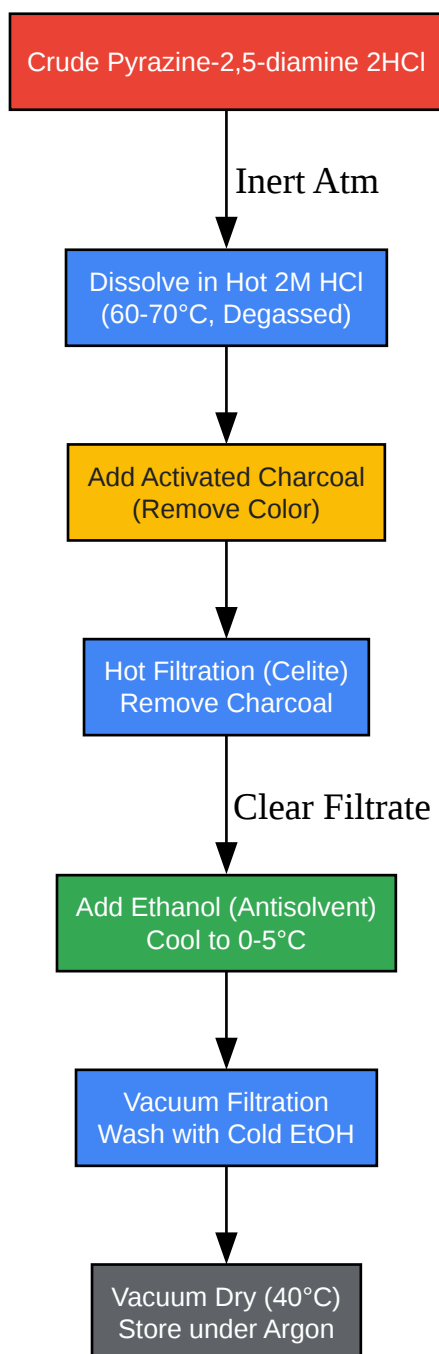 Crude Pyrazine-2,5-diamine 2HCl
Inert Atm
Dissolve in Hot 2M HCl
(60-70°C, Degassed)
Add Activated Charcoal
(Remove Color)
Hot Filtration (Celite)
Remove Charcoal
Clear Filtrate
Add Ethanol (Antisolvent)
Cool to 0-5°C
Vacuum Filtration
Wash with Cold EtOH
Vacuum Dry (40°C)
Store under Argon